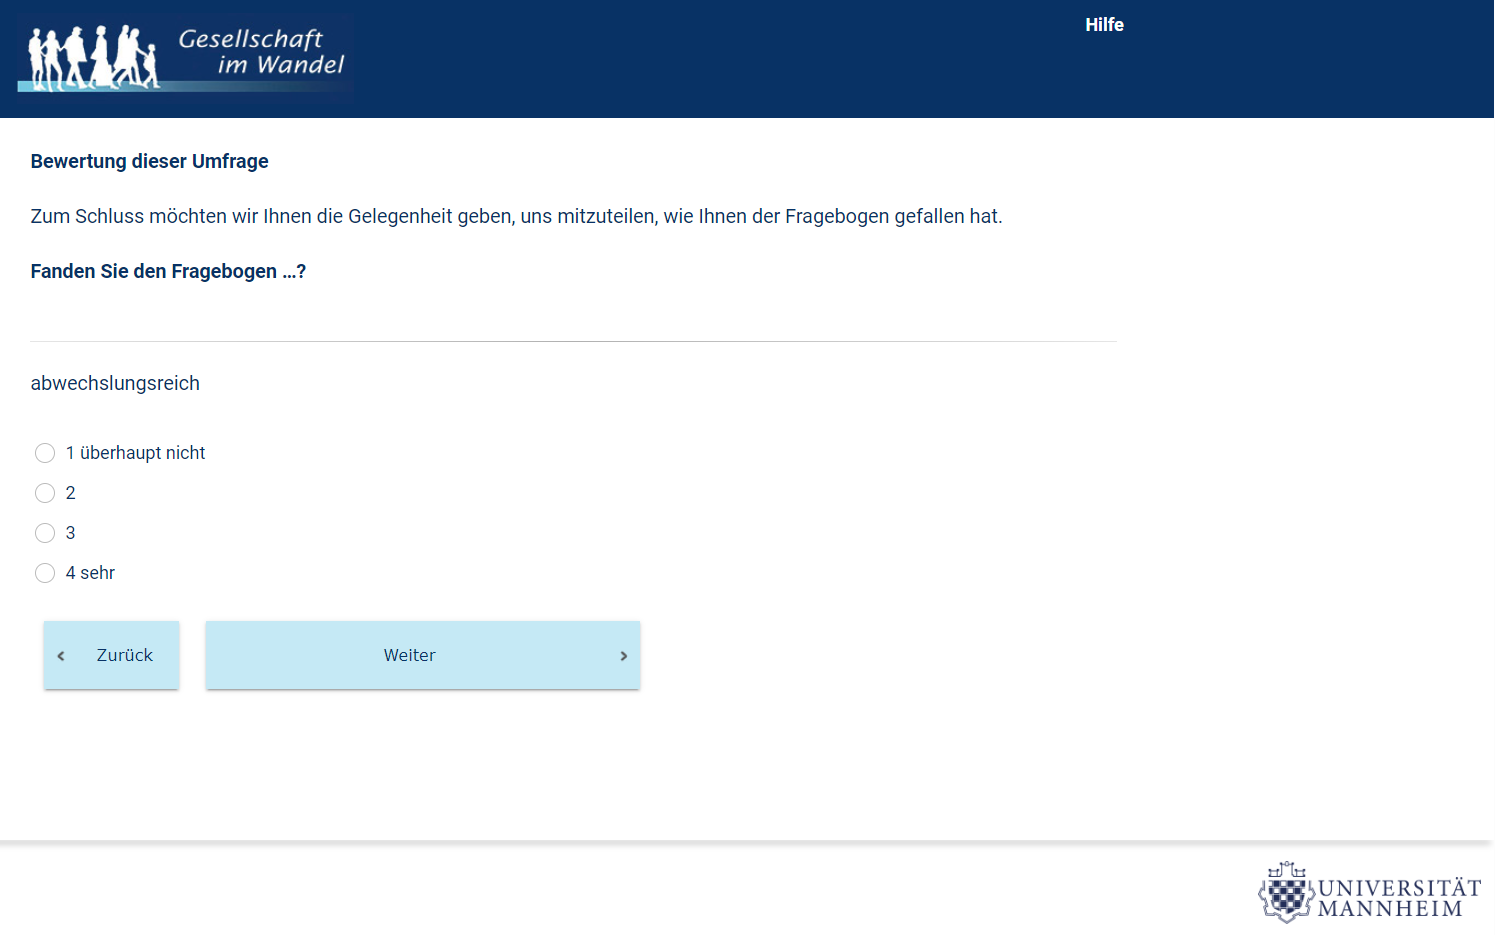 Gesellschaft
im Wandel
Hilfe
Bewertung dieser Umfrage
Zum Schluss möchten wir Ihnen die Gelegenheit geben, uns mitzuteilen, wie Ihnen der Fragebogen gefallen hat.
Fanden Sie den Fragebogen ...?
abwechslungsreich
1 überhaupt nicht
2
3
4 sehr
Zurück
Weiter
UNIVERSITÄT
MANNHEIM